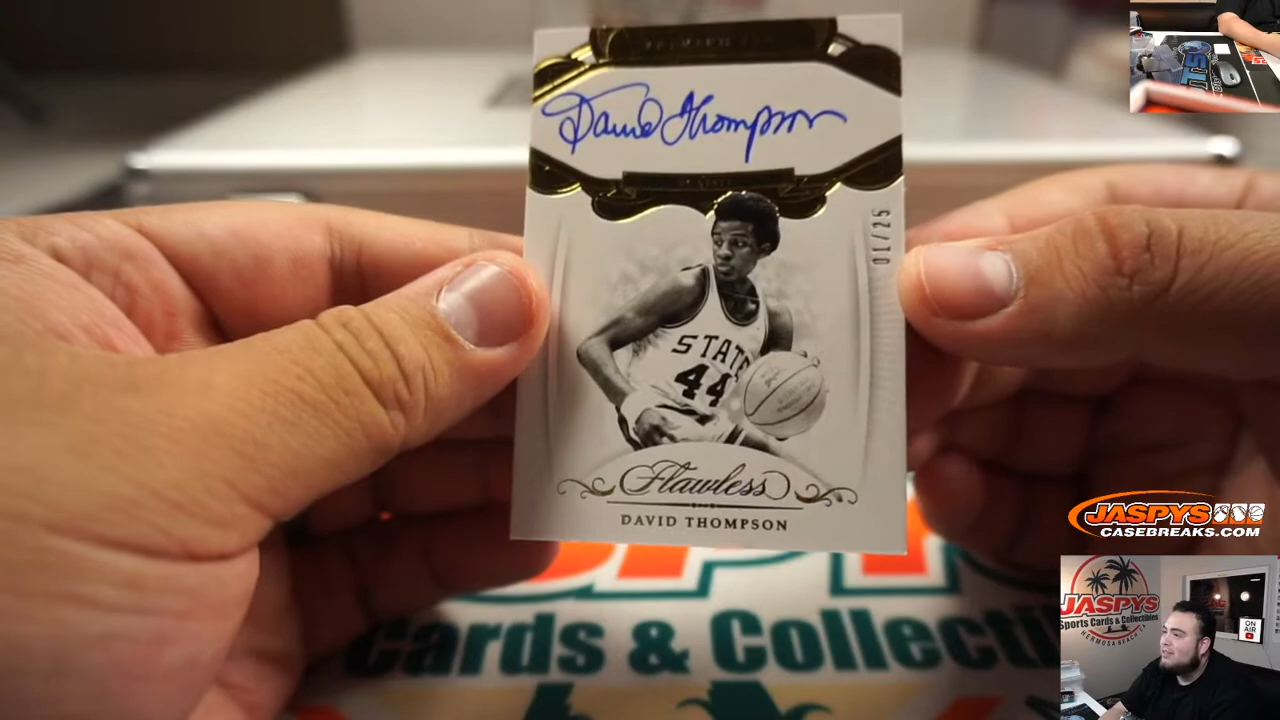 David Thompson
01/25
STATE
44
Flawless
DAVID THOMPSON
Cards & Collecti
JASPYS
CASEBREAKS.COM
JASPYS
Sports Cards & Collectibles
HERMOSA BEACH, CA
ON
AIR